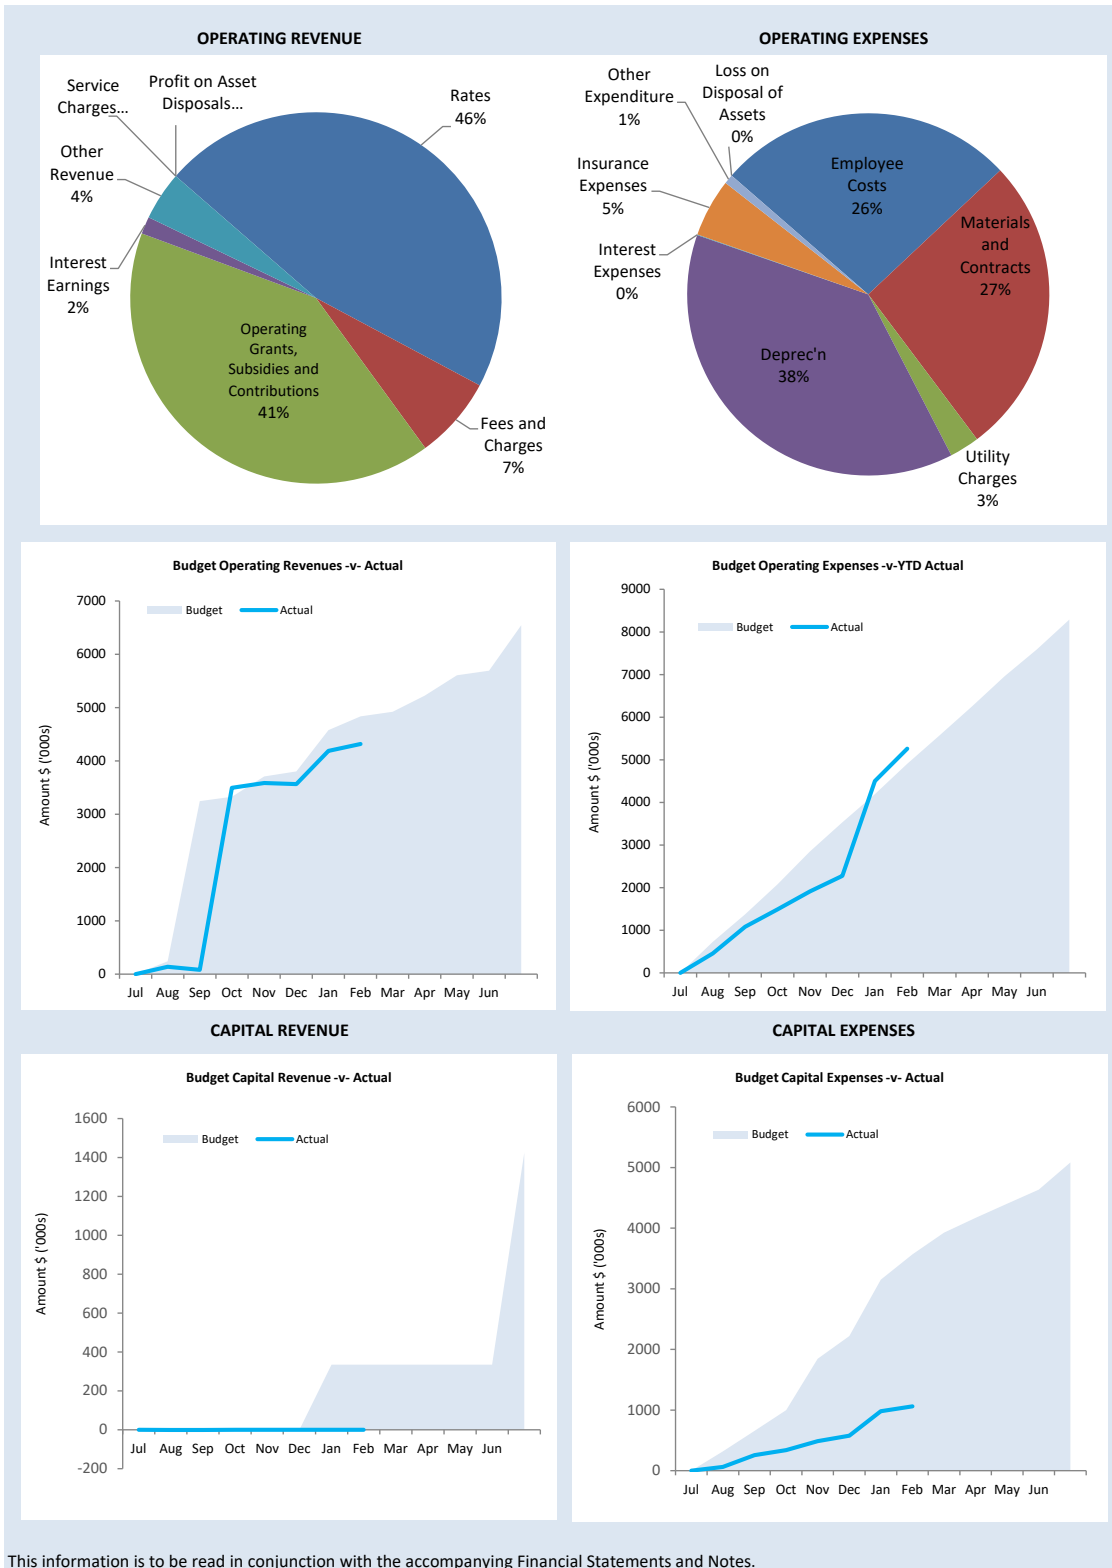 OPERATING REVENUE
OPERATING EXPENSES
Service
Charges...
Profit on Asset
Disposals...
Rates
46%
Other
Revenue
4%
Interest
Earnings
2%
Operating
Grants,
Subsidies and
Contributions
41%
Fees and
Charges
7%
Other
Expenditure
1%
Loss on
Disposal of
Assets
0%
Employee
Costs
26%
Insurance
Expenses
5%
Materials
and
Contracts
27%
Interest
Expenses
0%
Deprec'n
38%
Utility
Charges
3%
Budget Operating Revenues -v- Actual
Budget Actual
Amount $ ('000s)
7000
6000
5000
4000
3000
2000
1000
0
Jul Aug Sep Oct Nov Dec Jan Feb Mar Apr May Jun
Budget Operating Expenses -v-YTD Actual
Budget Actual
Amount $ ('000s)
9000
8000
7000
6000
5000
4000
3000
2000
1000
0
Jul Aug Sep Oct Nov Dec Jan Feb Mar Apr May Jun
CAPITAL REVENUE
CAPITAL EXPENSES
Budget Capital Revenue -v- Actual
Budget Actual
Amount $ ('000s)
1600
1400
1200
1000
800
600
400
200
0
-200
Jul Aug Sep Oct Nov Dec Jan Feb Mar Apr May Jun
Budget Capital Expenses -v- Actual
Budget Actual
Amount $ ('000s)
6000
5000
4000
3000
2000
1000
0
Jul Aug Sep Oct Nov Dec Jan Feb Mar Apr May Jun
This information is to be read in conjunction with the accompanying Financial Statements and Notes.